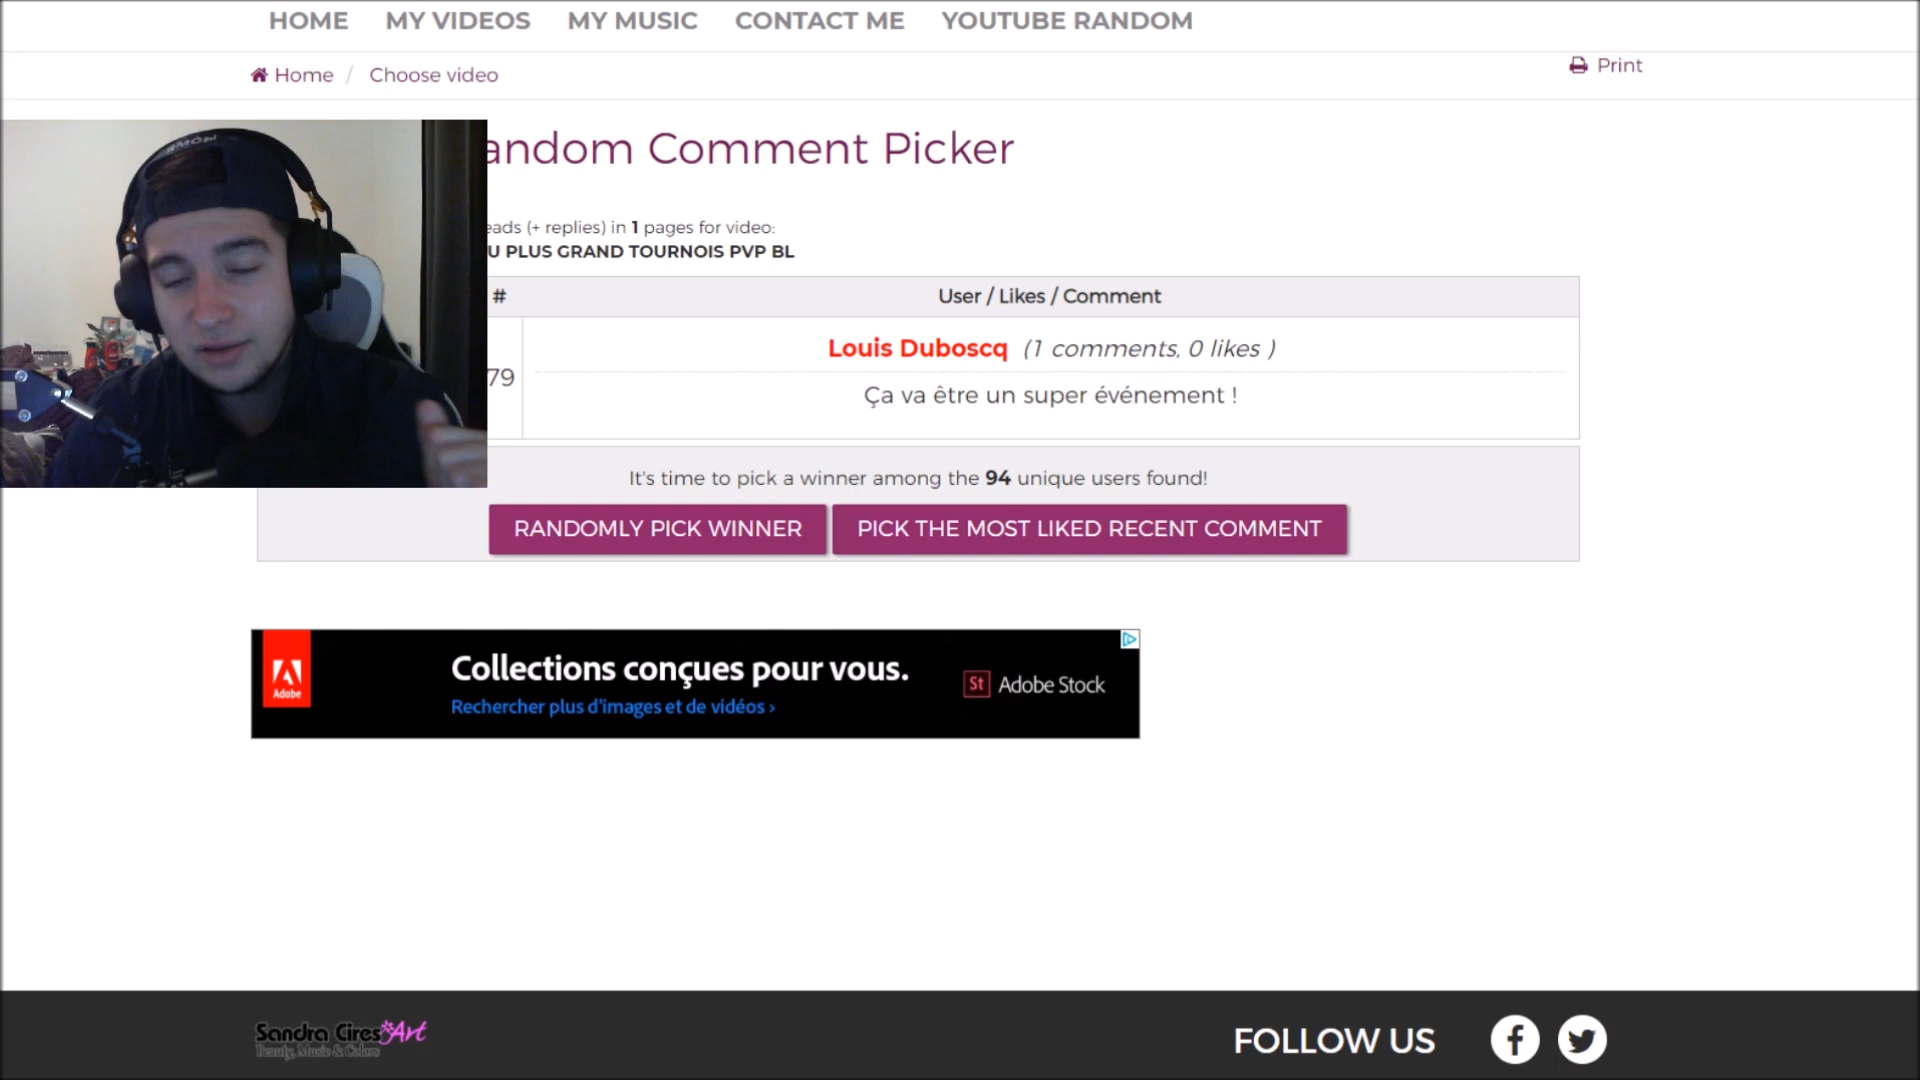 HOME MY VIDEOS MY MUSIC CONTACT ME YOUTUBE RANDOM
Home / Choose video
Print
andom Comment Picker
eads (+ replies) in 1 pages for video:
U PLUS GRAND TOURNOIS PVP BL
# User / Likes / Comment
79
Louis Duboscq (1 comments, 0 likes )
Ça va être un super événement !
It's time to pick a winner among the 94 unique users found!
RANDOMLY PICK WINNER PICK THE MOST LIKED RECENT COMMENT
Adobe
Collections conçues pour vous.
Rechercher plus d'images et de vidéos ›
St Adobe Stock
Sandra Cires Art
Beauty, Music & Colors
FOLLOW US